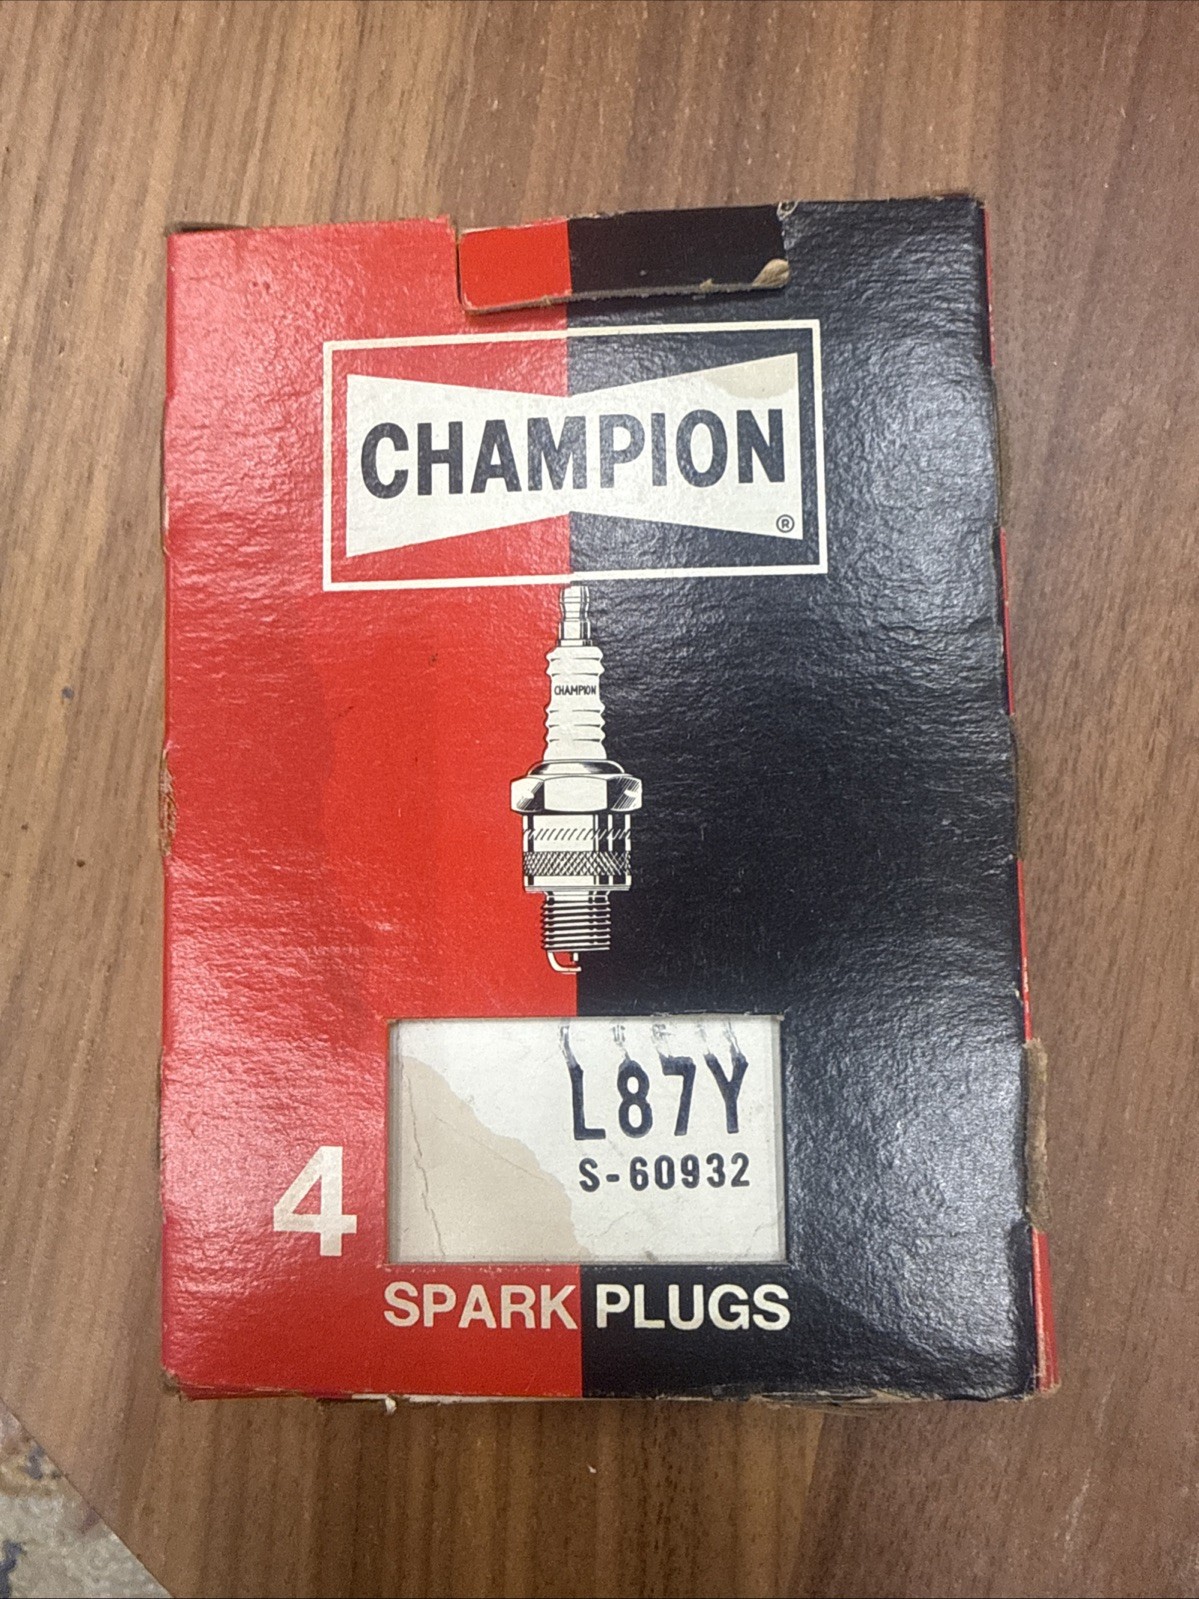 CHAMPION
®
CHAMPION
L87Y
S-60932
4
SPARK PLUGS